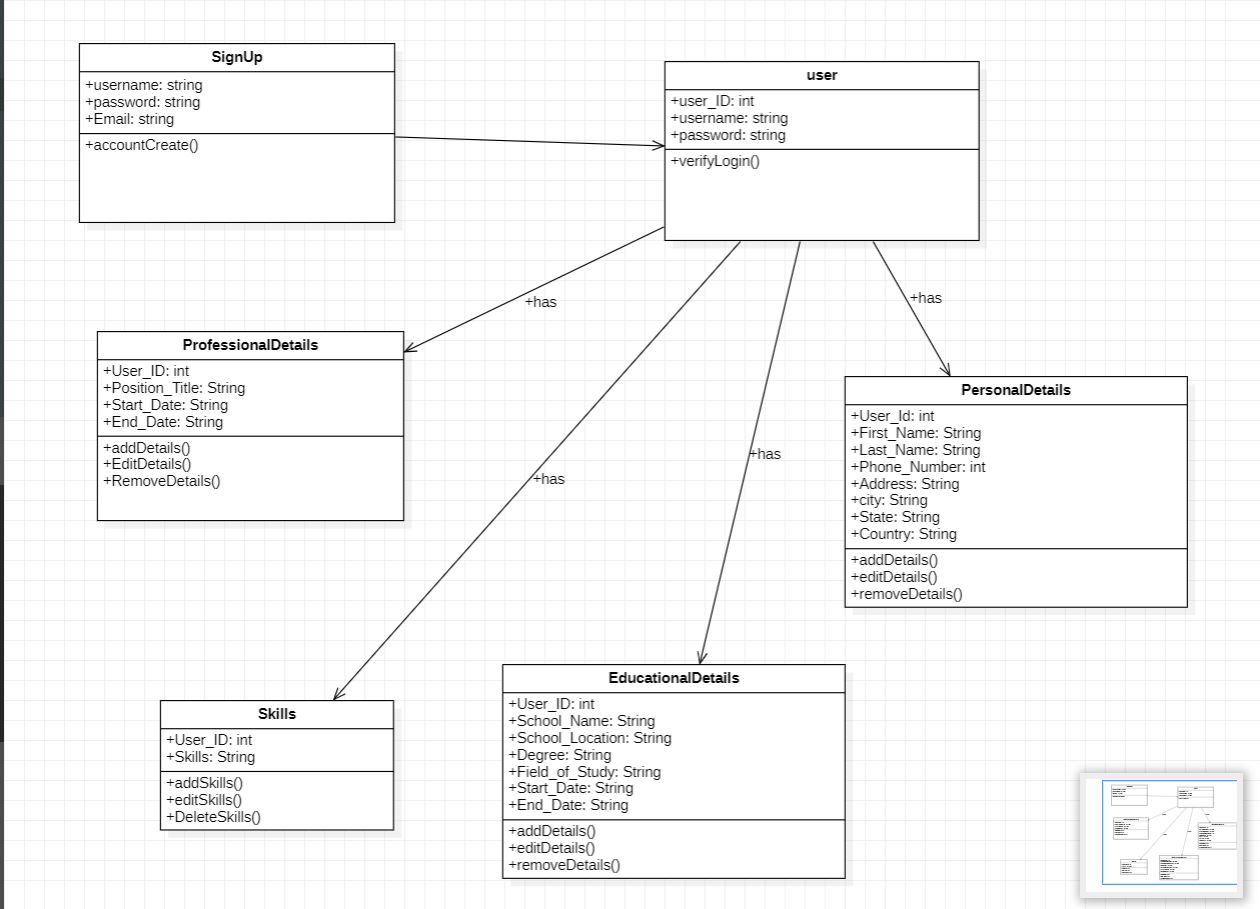 SignUp
+username: string
+password: string
+Email: string
+accountCreate()
user
+user_ID: int
+username: string
+password: string
+verifyLogin()
+has
+has
+has
+has
ProfessionalDetails
+User_ID: int
+Position_Title: String
+Start_Date: String
+End_Date: String
+addDetails()
+EditDetails()
+RemoveDetails()
PersonalDetails
+User_Id: int
+First_Name: String
+Last_Name: String
+Phone_Number: int
+Address: String
+city: String
+State: String
+Country: String
+addDetails()
+editDetails()
+removeDetails()
Skills
+User_ID: int
+Skills: String
+addSkills()
+editSkills()
+DeleteSkills()
EducationalDetails
+User_ID: int
+School_Name: String
+School_Location: String
+Degree: String
+Field_of_Study: String
+Start_Date: String
+End_Date: String
+addDetails()
+editDetails()
+removeDetails()